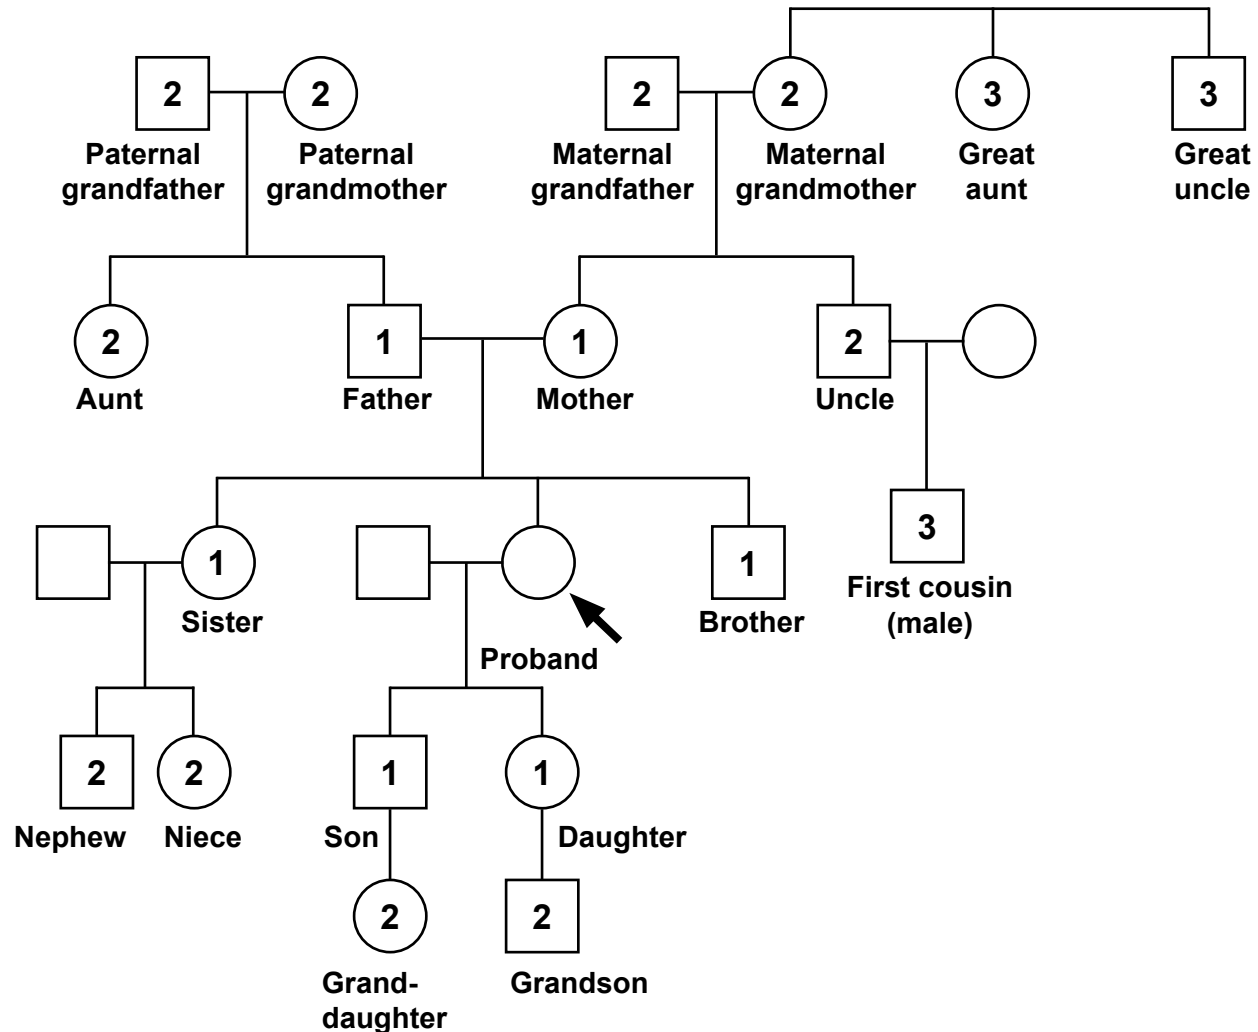 2
2
2
2
3
3
Paternal
grandfather
Paternal
grandmother
Maternal
grandfather
Maternal
grandmother
Great
aunt
Great
uncle
2
1
1
2
Aunt
Father
Mother
Uncle
1
1
3
Sister
Proband
Brother
First cousin
(male)
2
2
1
1
Nephew
Niece
Son
Daughter
2
2
Grand-
daughter
Grandson